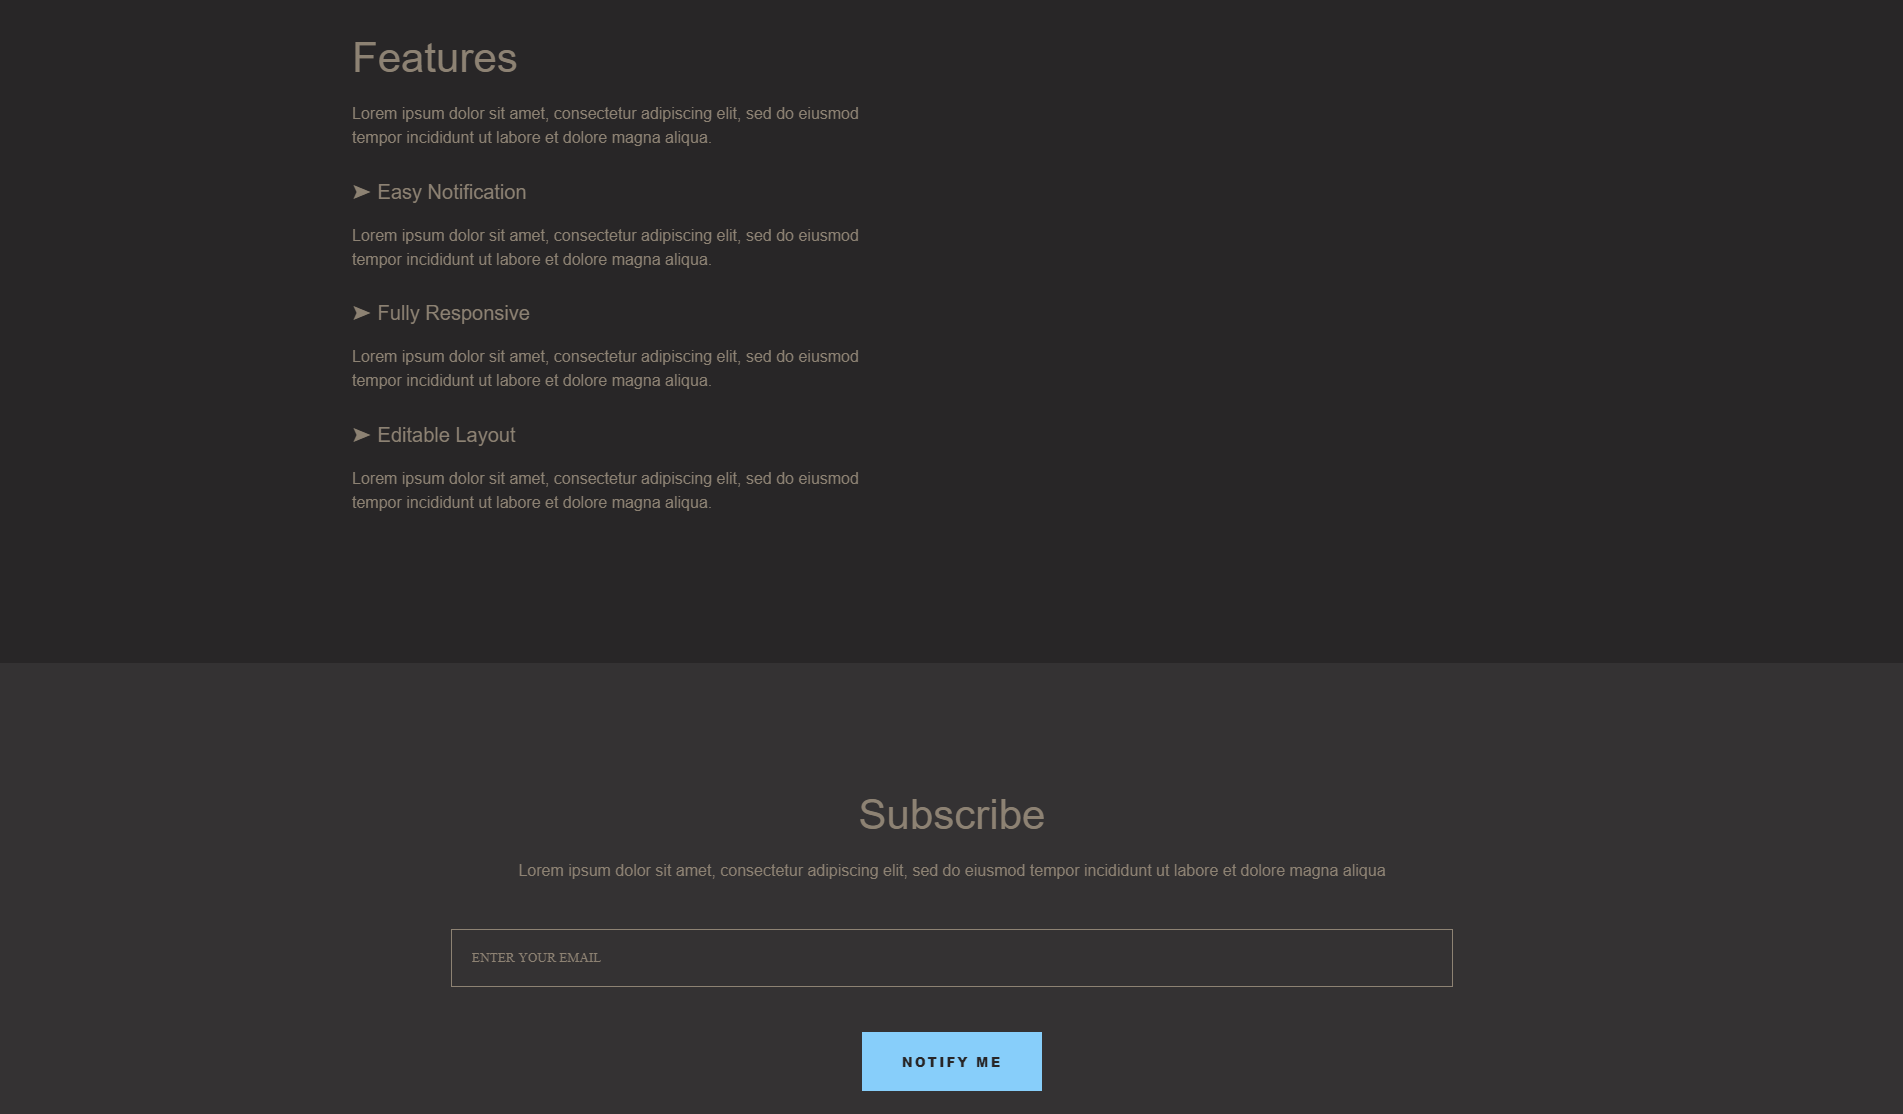 Features
Lorem ipsum dolor sit amet, consectetur adipiscing elit, sed do eiusmod
tempor incididunt ut labore et dolore magna aliqua.
➤ Easy Notification
Lorem ipsum dolor sit amet, consectetur adipiscing elit, sed do eiusmod
tempor incididunt ut labore et dolore magna aliqua.
➤ Fully Responsive
Lorem ipsum dolor sit amet, consectetur adipiscing elit, sed do eiusmod
tempor incididunt ut labore et dolore magna aliqua.
➤ Editable Layout
Lorem ipsum dolor sit amet, consectetur adipiscing elit, sed do eiusmod
tempor incididunt ut labore et dolore magna aliqua.
Subscribe
Lorem ipsum dolor sit amet, consectetur adipiscing elit, sed do eiusmod tempor incididunt ut labore et dolore magna aliqua
ENTER YOUR EMAIL
NOTIFY ME